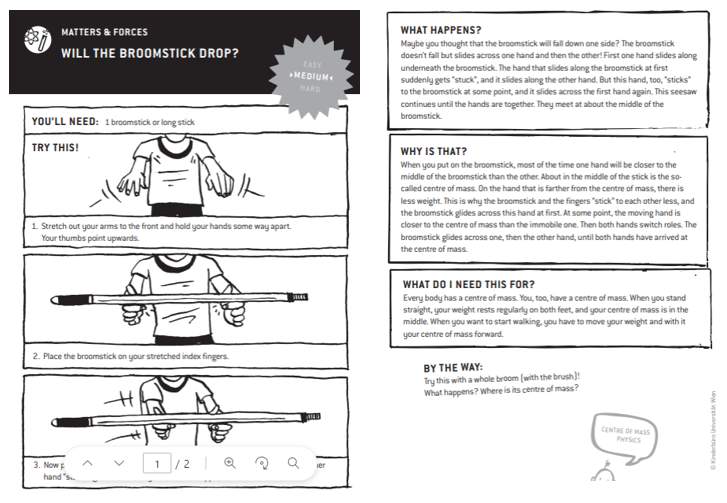 MATTERS & FORCES
WILL THE BROOMSTICK DROP?
EASY
»MEDIUM«
HARD
YOU'LL NEED: 1 broomstick or long stick
TRY THIS!
1. Stretch out your arms to the front and hold your hands some way apart.
Your thumbs point upwards.
2. Place the broomstick on your stretched index fingers.
3. Now
hand
1 / 2
WHAT HAPPENS?
Maybe you thought that the broomstick will fall down one side? The broomstick
doesn't fall but slides across one hand and then the other! First one hand slides along
underneath the broomstick. The hand that slides along the broomstick at first
suddenly gets "stuck", and it slides along the other hand. But this hand, too, "sticks"
to the broomstick at some point, and it slides across the first hand again. This seesaw
continues until the hands are together. They meet at about the middle of the
broomstick.
WHY IS THAT?
When you put on the broomstick, most of the time one hand will be closer to the
middle of the broomstick than the other. About in the middle of the stick is the so-
called centre of mass. On the hand that is farther from the centre of mass, there is
less weight. This is why the broomstick and the fingers "stick" to each other less, and
the broomstick glides across this hand at first. At some point, the moving hand is
closer to the centre of mass than the immobile one. Then both hands switch roles. The
broomstick glides across one, then the other hand, until both hands have arrived at
the centre of mass.
WHAT DO I NEED THIS FOR?
Every body has a centre of mass. You, too, have a centre of mass. When you stand
straight, your weight rests regularly on both feet, and your centre of mass is in the
middle. When you want to start walking, you have to move your weight and with it
your centre of mass forward.
BY THE WAY:
Try this with a whole broom (with the brush)!
What happens? Where is its centre of mass?
CENTRE OF MASS
PHYSICS
© Kinderbüro Universität Wien